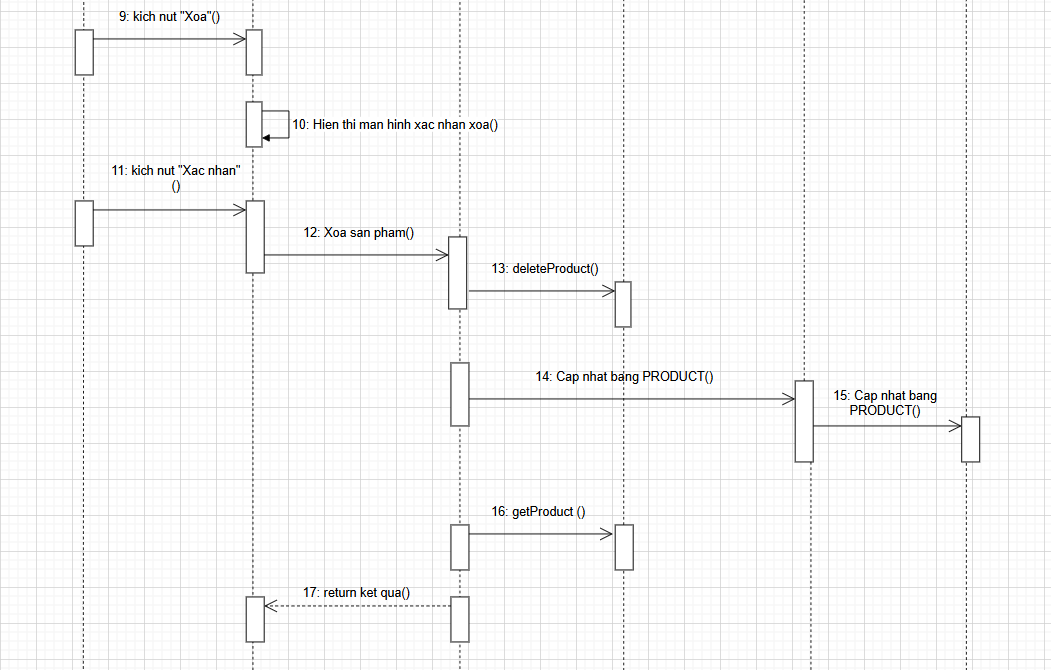 9: kich nut "Xoa"()
10: Hien thi man hinh xac nhan xoa()
11: kich nut "Xac nhan"
()
12: Xoa san pham()
13: deleteProduct()
14: Cap nhat bang PRODUCT()
15: Cap nhat bang
PRODUCT()
16: getProduct ()
17: return ket qua()